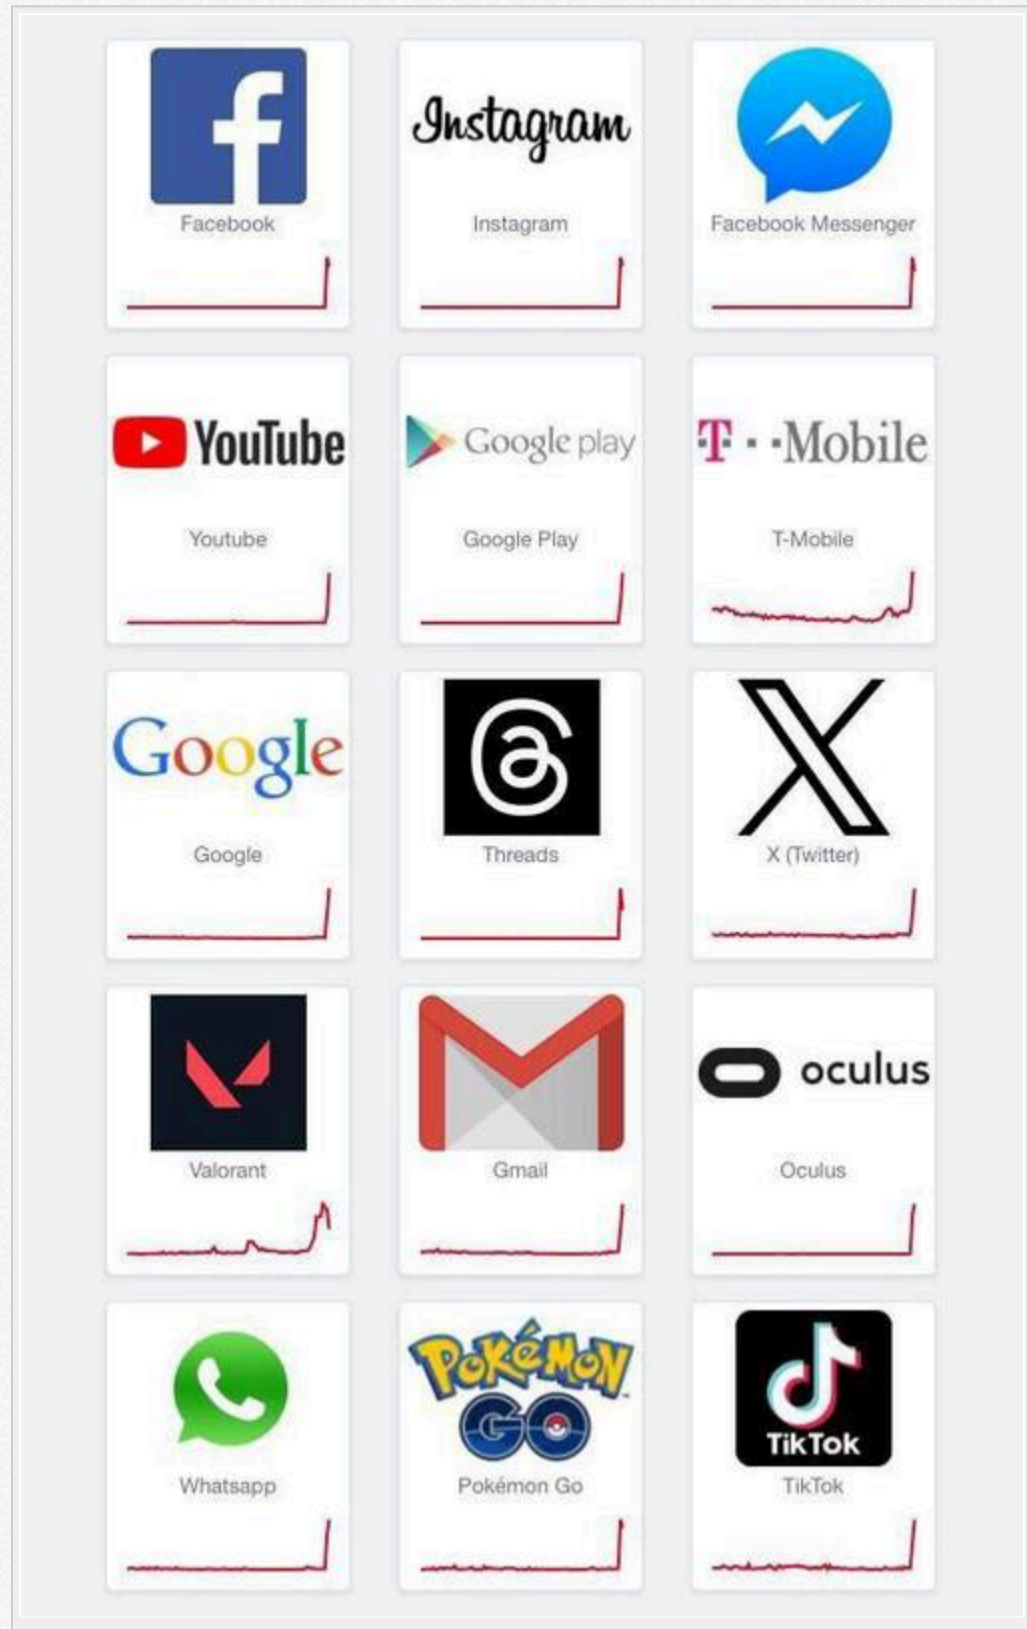 f
Instagram
Facebook
Instagram
Facebook Messenger
YouTube
Google play
T··Mobile
Youtube
Google Play
T-Mobile
Google
X
Google
Threads
X (Twitter)
oculus
Valorant
Gmail
Oculus
POKÉMON
GO
TikTok
Whatsapp
Pokémon Go
TikTok